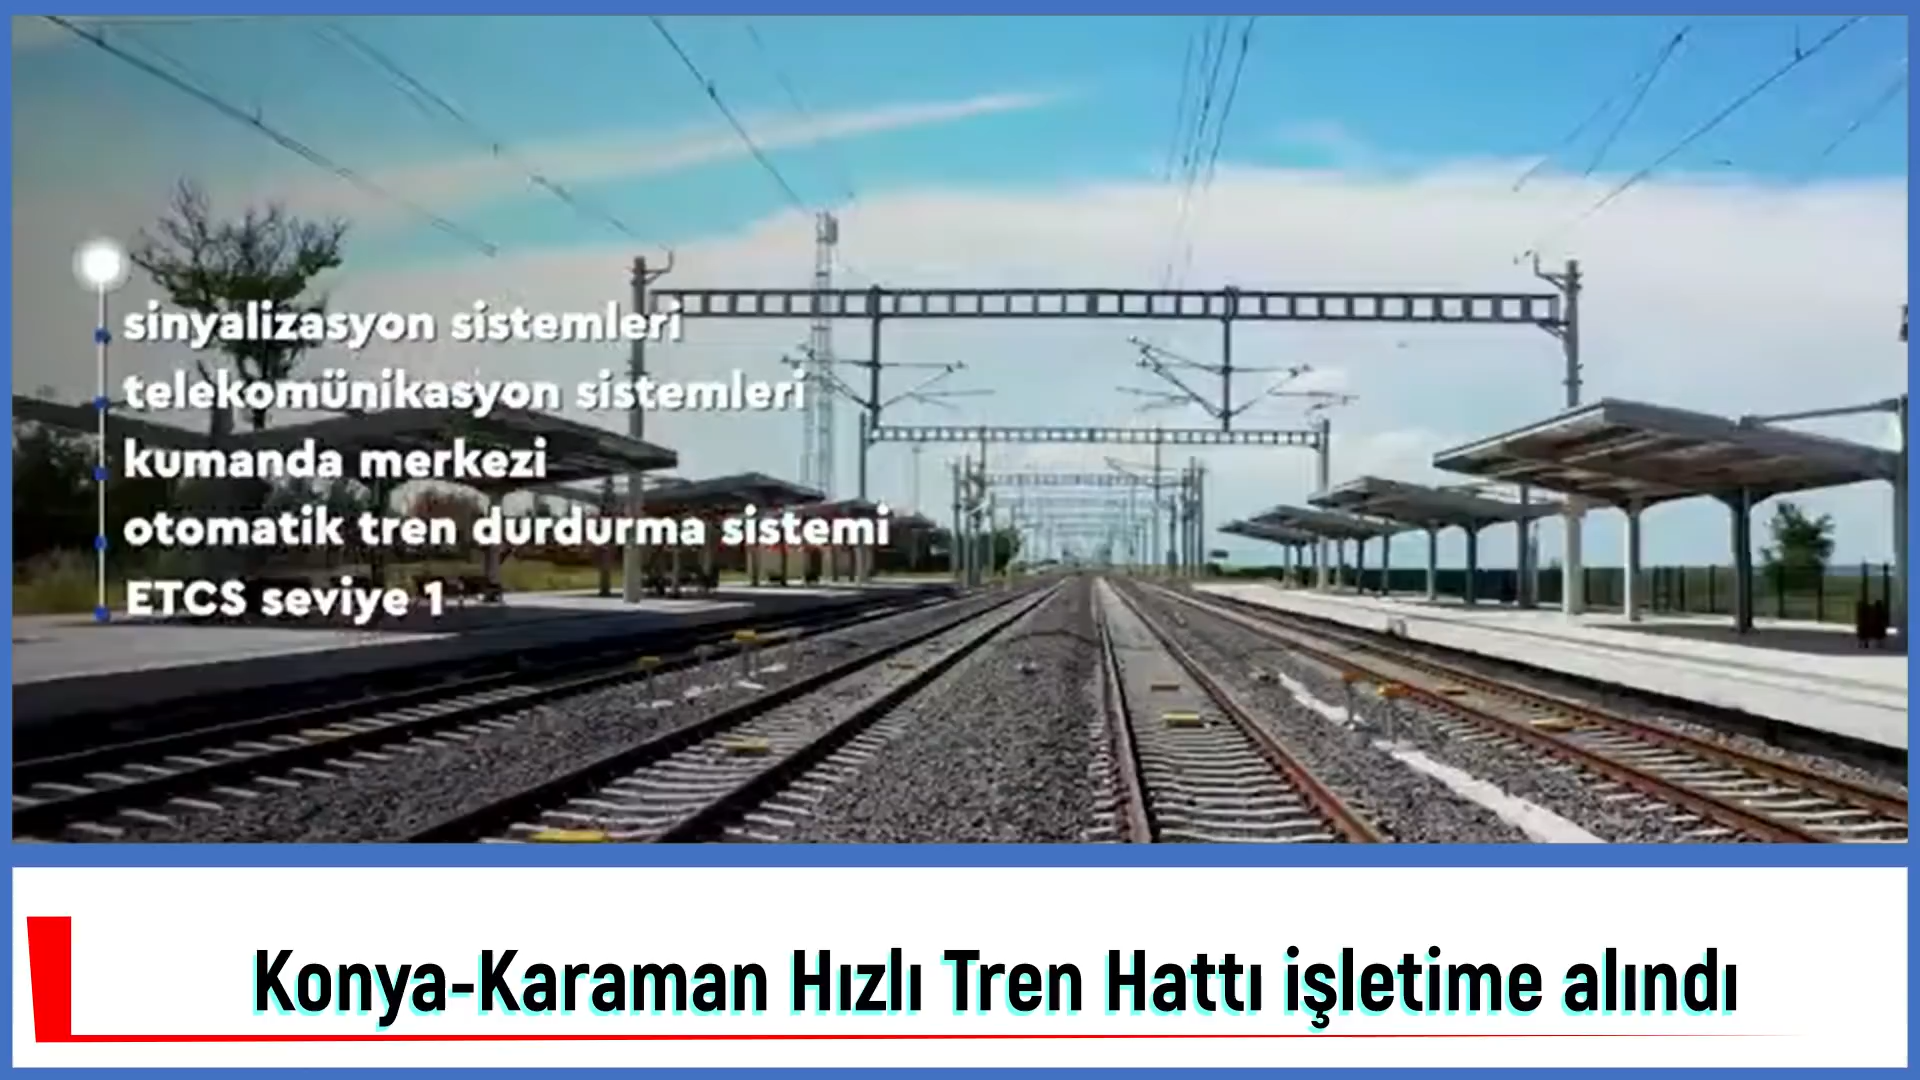 sinyalizasyon sistemleri
telekomünikasyon sistemleri
kumanda merkezi
otomatik tren durdurma sistemi
ETCS seviye 1
Konya-Karaman Hızlı Tren Hattı işletime alındı